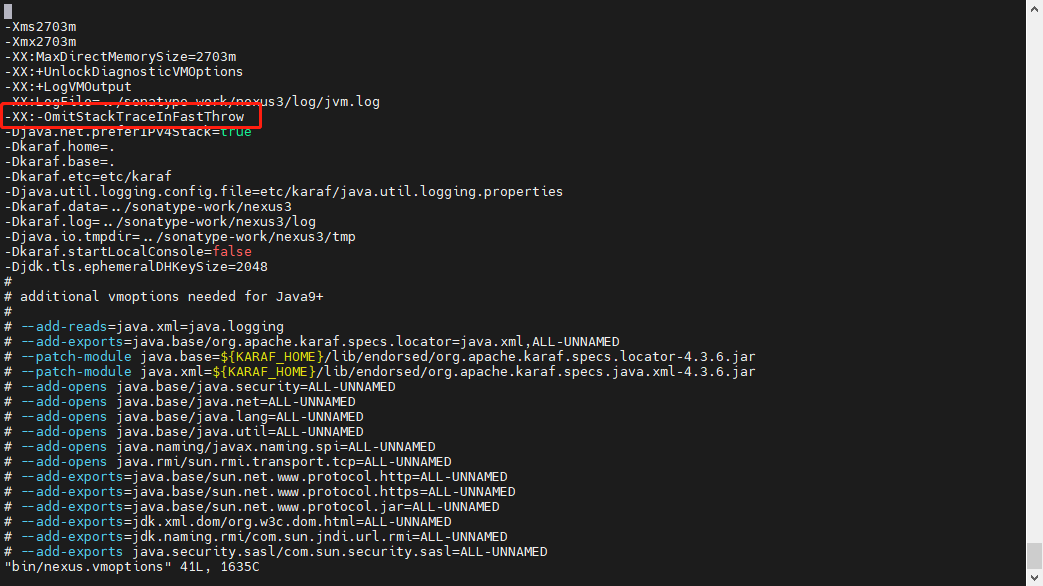 -Xms2703m
-Xmx2703m
-XX:MaxDirectMemorySize=2703m
-XX:+UnlockDiagnosticVMOptions
-XX:+LogVMOutput
-XX:LogFile=../sonatype-work/nexus3/log/jvm.log
-XX:-OmitStackTraceInFastThrow
-Djava.net.preferIPv4Stack=true
-Dkaraf.home=.
-Dkaraf.base=.
-Dkaraf.etc=etc/karaf
-Djava.util.logging.config.file=etc/karaf/java.util.logging.properties
-Dkaraf.data=../sonatype-work/nexus3
-Dkaraf.log=../sonatype-work/nexus3/log
-Djava.io.tmpdir=../sonatype-work/nexus3/tmp
-Dkaraf.startLocalConsole=false
-Djdk.tls.ephemeralDHKeySize=2048
#
# additional vmoptions needed for Java9+
#
# --add-reads=java.xml=java.logging
# --add-exports=java.base/org.apache.karaf.specs.locator=java.xml,ALL-UNNAMED
# --patch-module java.base=${KARAF_HOME}/lib/endorsed/org.apache.karaf.specs.locator-4.3.6.jar
# --patch-module java.xml=${KARAF_HOME}/lib/endorsed/org.apache.karaf.specs.java.xml-4.3.6.jar
# --add-opens java.base/java.security=ALL-UNNAMED
# --add-opens java.base/java.net=ALL-UNNAMED
# --add-opens java.base/java.lang=ALL-UNNAMED
# --add-opens java.base/java.util=ALL-UNNAMED
# --add-opens java.naming/javax.naming.spi=ALL-UNNAMED
# --add-opens java.rmi/sun.rmi.transport.tcp=ALL-UNNAMED
# --add-exports=java.base/sun.net.www.protocol.http=ALL-UNNAMED
# --add-exports=java.base/sun.net.www.protocol.https=ALL-UNNAMED
# --add-exports=java.base/sun.net.www.protocol.jar=ALL-UNNAMED
# --add-exports=jdk.xml.dom/org.w3c.dom.html=ALL-UNNAMED
# --add-exports=jdk.naming.rmi/com.sun.jndi.url.rmi=ALL-UNNAMED
# --add-exports java.security.sasl/com.sun.security.sasl=ALL-UNNAMED
"bin/nexus.vmoptions" 41L, 1635C